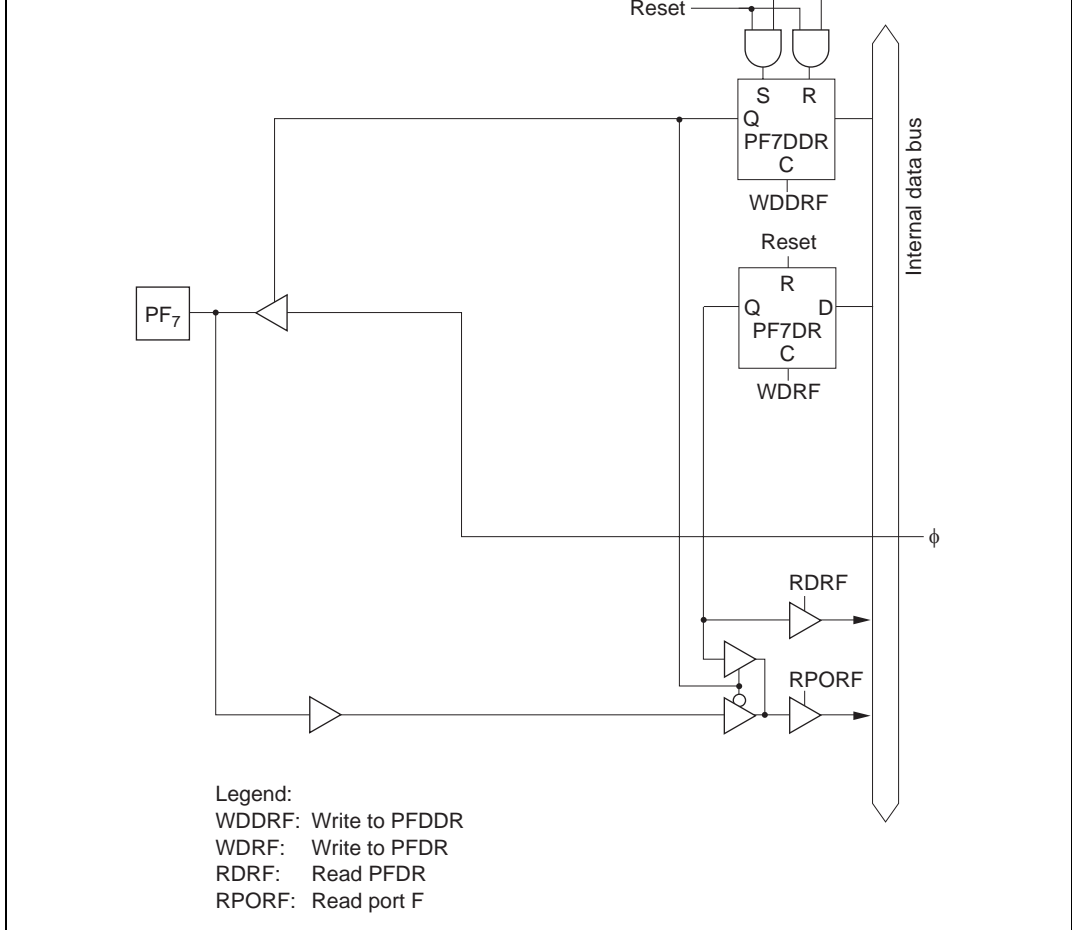 Reset
S R
Q
PF7DDR
C
WDDRF
Internal data bus
Reset
R
Q D
PF7DR
C
WDRF
PF7
ϕ
RDRF
RPORF
Legend:
WDDRF: Write to PFDDR
WDRF: Write to PFDR
RDRF: Read PFDR
RPORF: Read port F